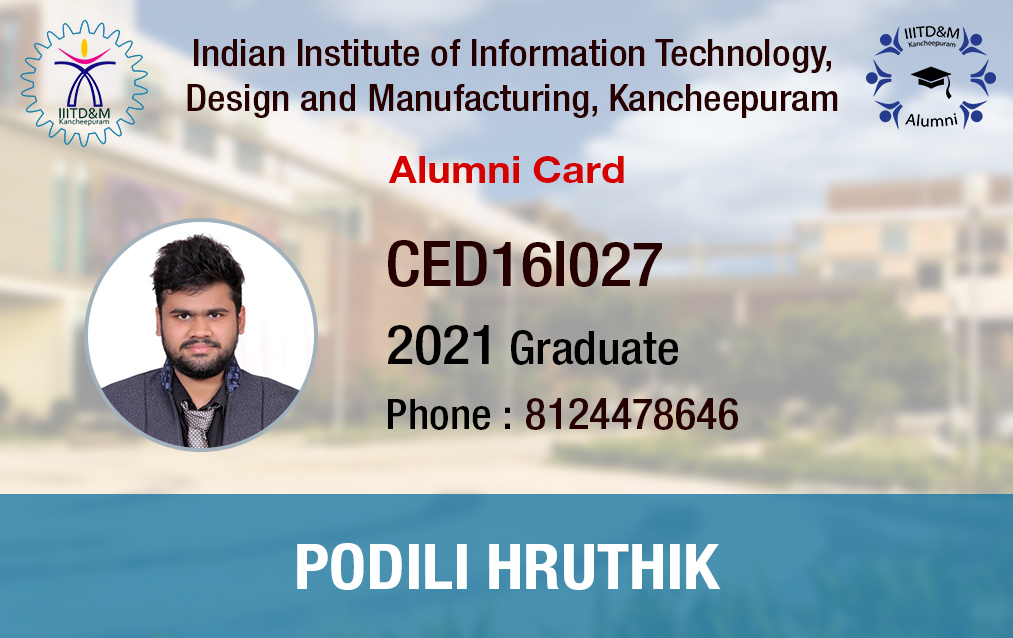 Indian Institute of Information Technology,
Design and Manufacturing, Kancheepuram
IIITD&M
Kancheepuram
IIITD&M
Kancheepuram
Alumni
Alumni Card
CED16I027
2021 Graduate
Phone : 8124478646
PODILI HRUTHIK